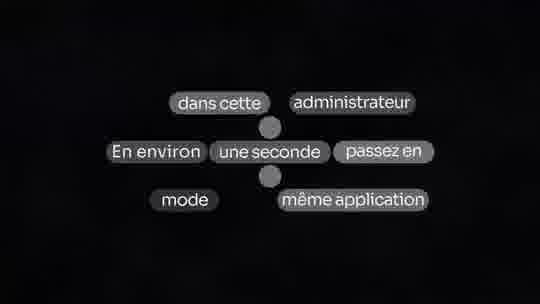 dans cette administrateur
En environ une seconde passez en
mode même application